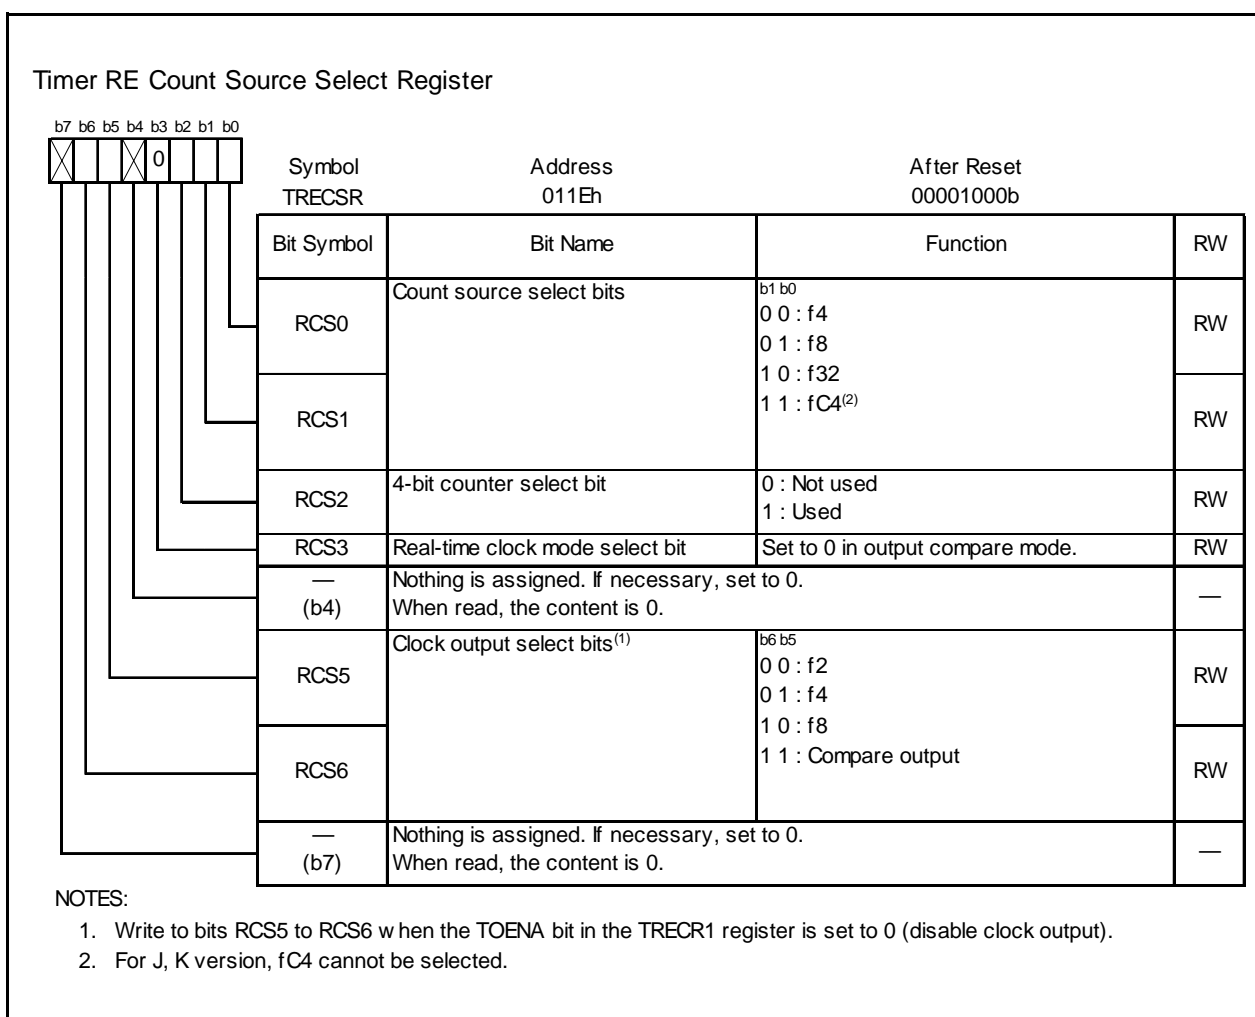 Timer RE Count Source Select Register
b7 b6 b5 b4 b3 b2 b1 b0
0
Symbol Address After Reset
TRECSR 011Eh 00001000b
Bit Symbol Bit Name Function RW
RCS0 Count source select bits b1 b0 RW
0 0 : f4
0 1 : f8
1 0 : f32
RCS1 1 1 : fC4(2) RW
RCS2 4-bit counter select bit 0 : Not used RW
1 : Used
RCS3 Real-time clock mode select bit Set to 0 in output compare mode. RW
— Nothing is assigned. If necessary, set to 0. —
(b4) When read, the content is 0.
RCS5 Clock output select bits(1) b6 b5 RW
0 0 : f2
0 1 : f4
1 0 : f8
RCS6 1 1 : Compare output RW
— Nothing is assigned. If necessary, set to 0. —
(b7) When read, the content is 0.
NOTES:
1. Write to bits RCS5 to RCS6 when the TOENA bit in the TRECR1 register is set to 0 (disable clock output).
2. For J, K version, fC4 cannot be selected.